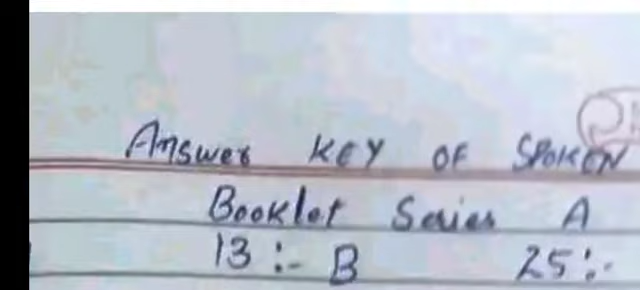 Answer KEY OF SPOKEN
Booklet Series A
13 :- B 25 :-